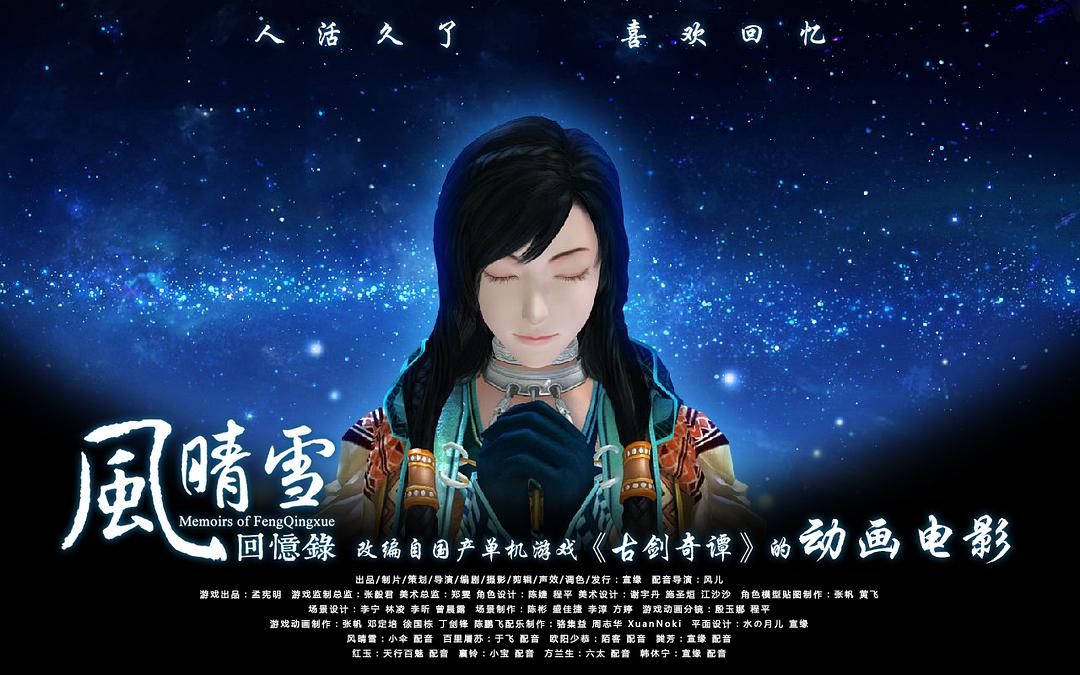 人活久了 喜欢回忆
風晴雪
Memoirs of FengQingxue
回憶錄
改编自国产单机游戏《古剑奇谭》的动画电影
出品/制片/策划/导演/编剧/摄影/剪辑/声效/调色/发行:宣缘 配音导演:风儿
游戏出品:孟宪明 游戏监制总监:张毅君 美术总监:郑雯 角色设计:陈婕 程平 美术设计:谢宇丹 施圣烜 江沙沙 角色模型贴图制作:张帆 黄飞
场景设计:李宁 林凌 李昕 曾晨露 场景制作:陈彬 盛佳捷 李淳 方婷 游戏动画分镜:殷玉娜 程平
游戏动画制作:张帆 邓定培 徐国栋 丁剑锋 陈鹏飞配乐制作:骆集益 周志华 XuanNoki 平面设计:水の月儿 宣缘
风晴雪:小伞 配音 百里屠苏:于飞 配音 欧阳少恭:陌客 配音 巽芳:宣缘 配音
红玉:天行百魅 配音 襄铃:小宝 配音 方兰生:六太 配音 韩休宁:宣缘 配音